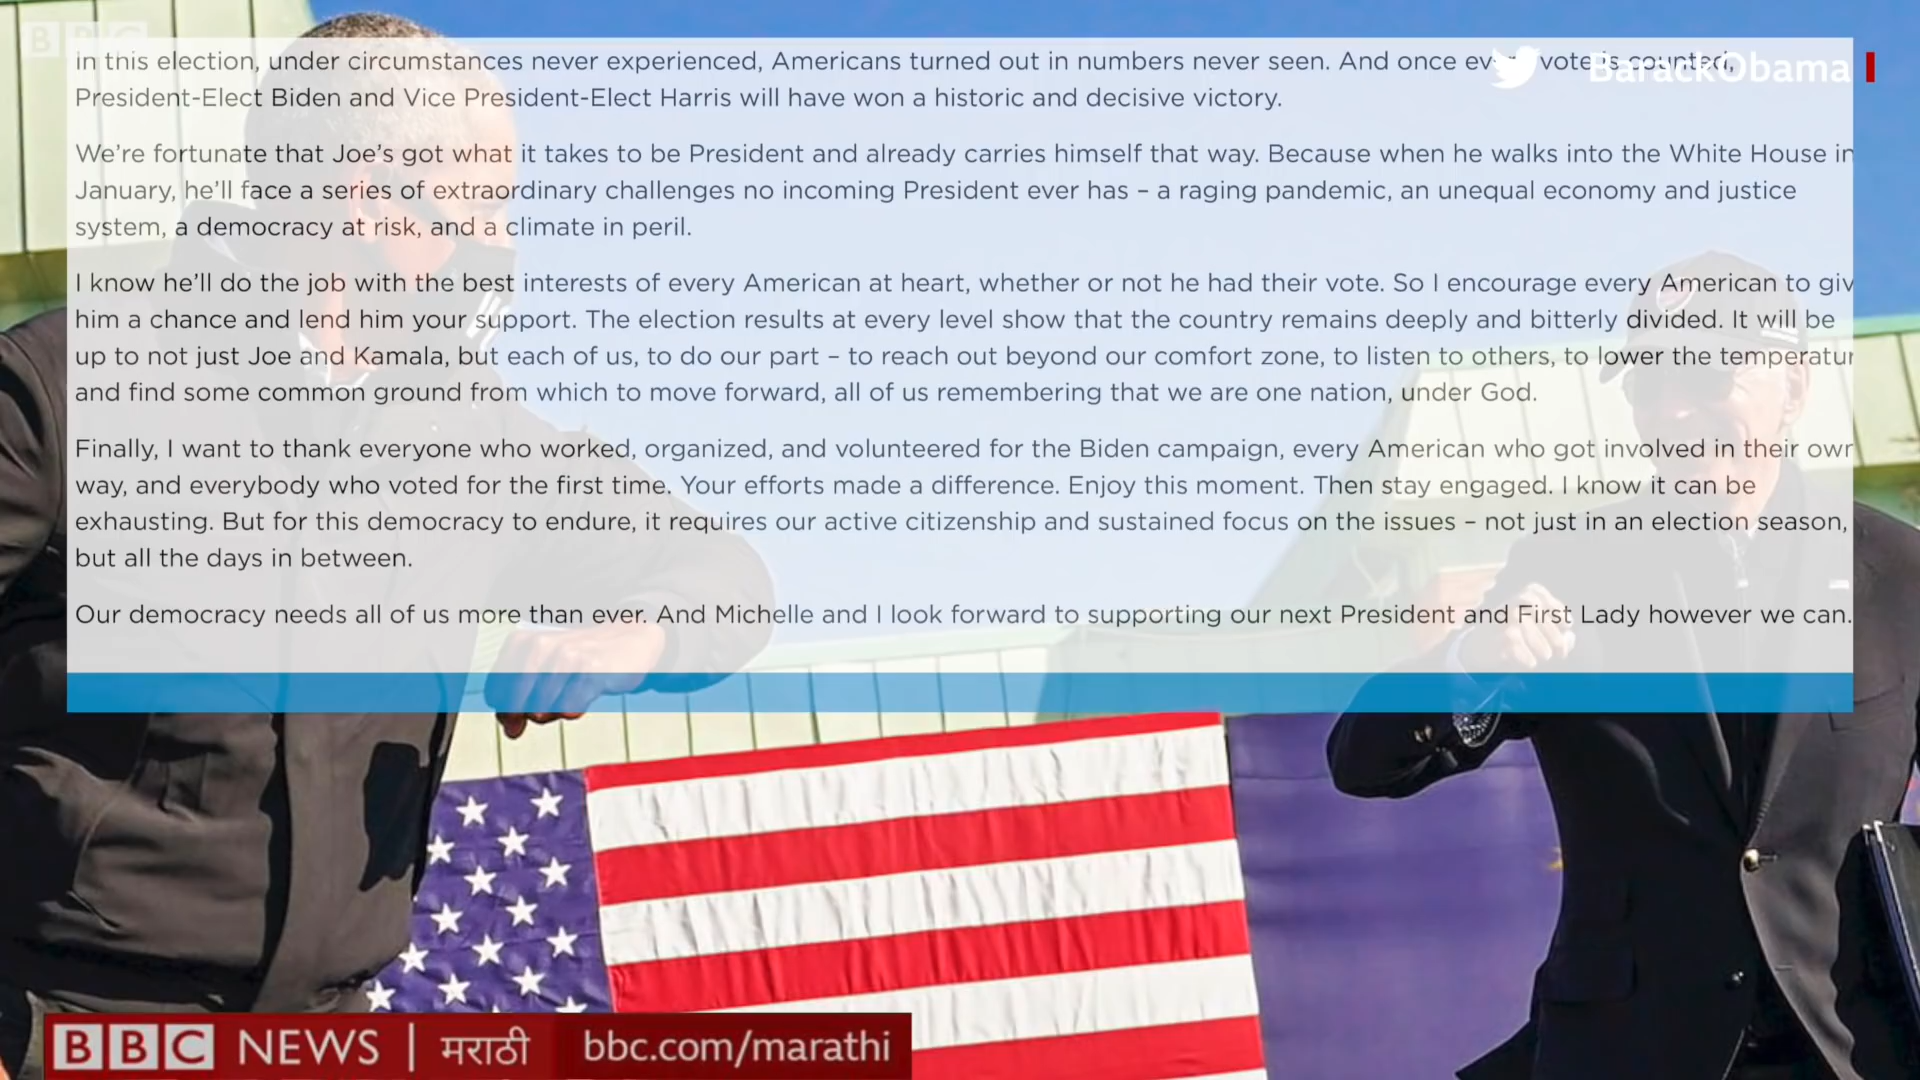 BBC
BarackObama
In this election, under circumstances never experienced, Americans turned out in numbers never seen. And once every vote is counted,
President-Elect Biden and Vice President-Elect Harris will have won a historic and decisive victory.
We're fortunate that Joe's got what it takes to be President and already carries himself that way. Because when he walks into the White House in
January, he'll face a series of extraordinary challenges no incoming President ever has – a raging pandemic, an unequal economy and justice
system, a democracy at risk, and a climate in peril.
I know he'll do the job with the best interests of every American at heart, whether or not he had their vote. So I encourage every American to giv
him a chance and lend him your support. The election results at every level show that the country remains deeply and bitterly divided. It will be
up to not just Joe and Kamala, but each of us, to do our part – to reach out beyond our comfort zone, to listen to others, to lower the temperatur
and find some common ground from which to move forward, all of us remembering that we are one nation, under God.
Finally, I want to thank everyone who worked, organized, and volunteered for the Biden campaign, every American who got involved in their own
way, and everybody who voted for the first time. Your efforts made a difference. Enjoy this moment. Then stay engaged. I know it can be
exhausting. But for this democracy to endure, it requires our active citizenship and sustained focus on the issues – not just in an election season,
but all the days in between.
Our democracy needs all of us more than ever. And Michelle and I look forward to supporting our next President and First Lady however we can.
BBC NEWS | मराठी bbc.com/marathi